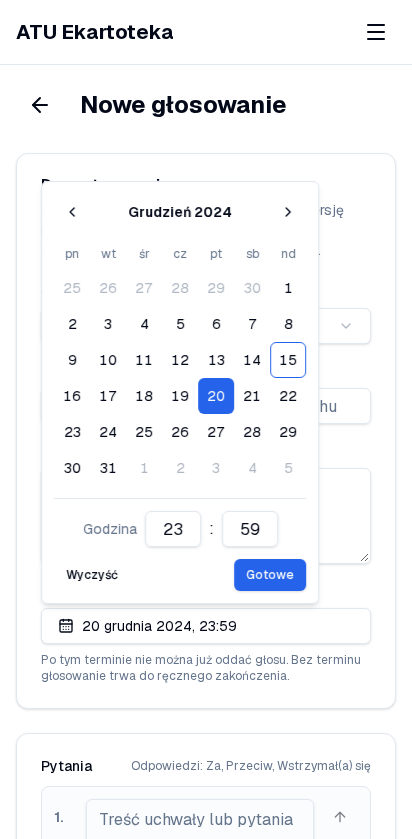 ATU Ekartoteka
Nowe głosowanie
Grudzień 2024
pn wt śr cz pt sb nd
25 26 27 28 29 30 1
2 3 4 5 6 7 8
9 10 11 12 13 14 15
16 17 18 19 20 21 22
23 24 25 26 27 28 29
30 31 1 2 3 4 5
Godzina 23 : 59
Wyczyść Gotowe
20 grudnia 2024, 23:59
Po tym terminie nie można już oddać głosu. Bez terminu
głosowanie trwa do ręcznego zakończenia.
Pytania Odpowiedzi: Za, Przeciw, Wstrzymał(a) się
1. Treść uchwały lub pytania